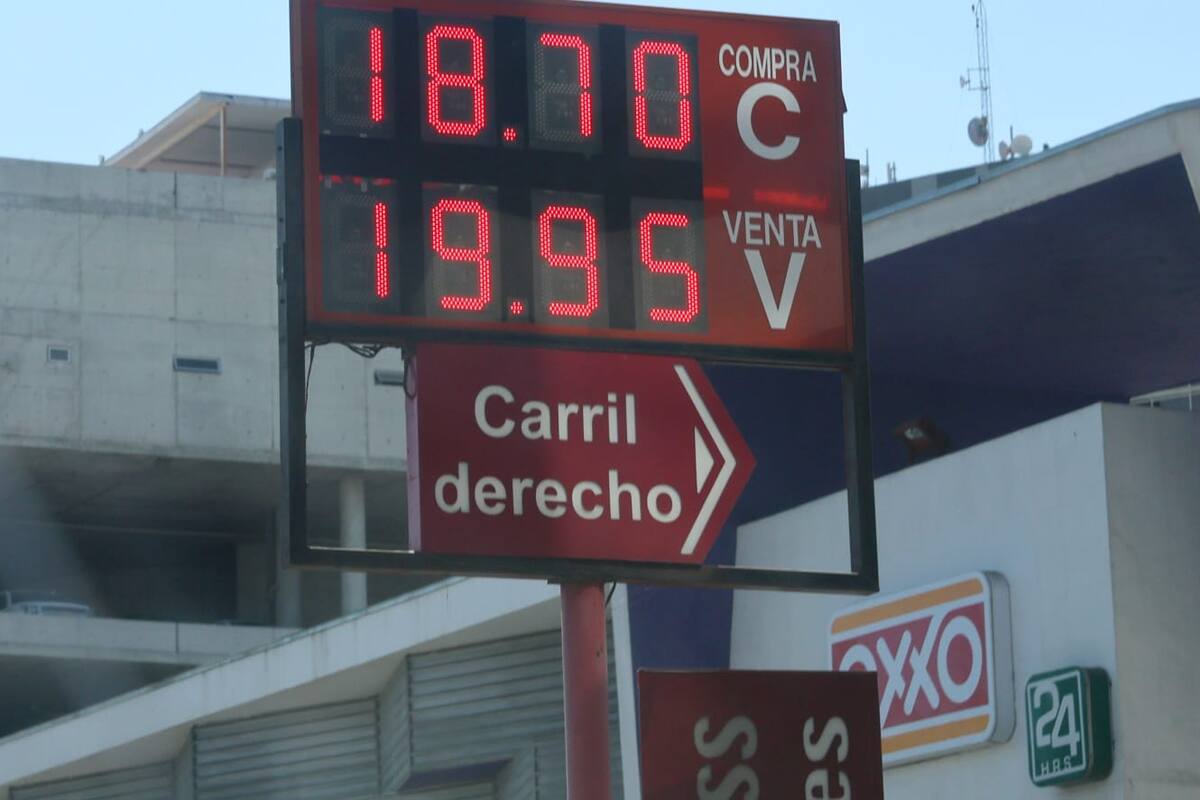 18.70 COMPRA
C
19.95 VENTA
V
Carril
derecho
OXXO
24
HRS